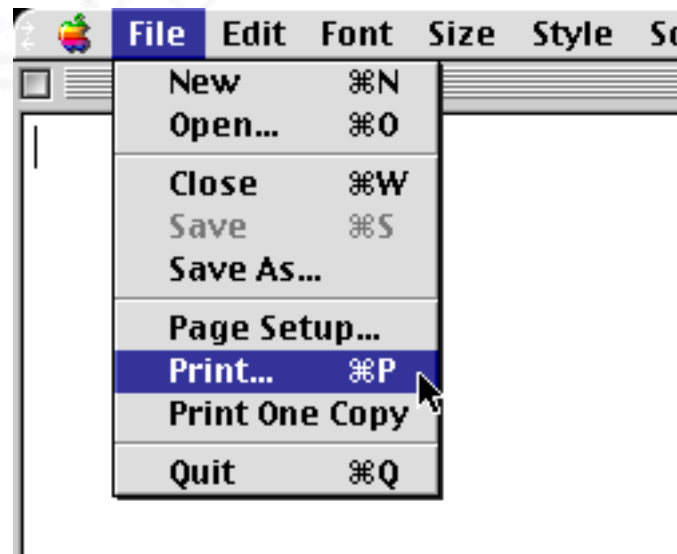 File Edit Font Size Style
New ⌘N
Open... ⌘O
Close ⌘W
Save ⌘S
Save As...
Page Setup...
Print... ⌘P
Print One Copy
Quit ⌘Q